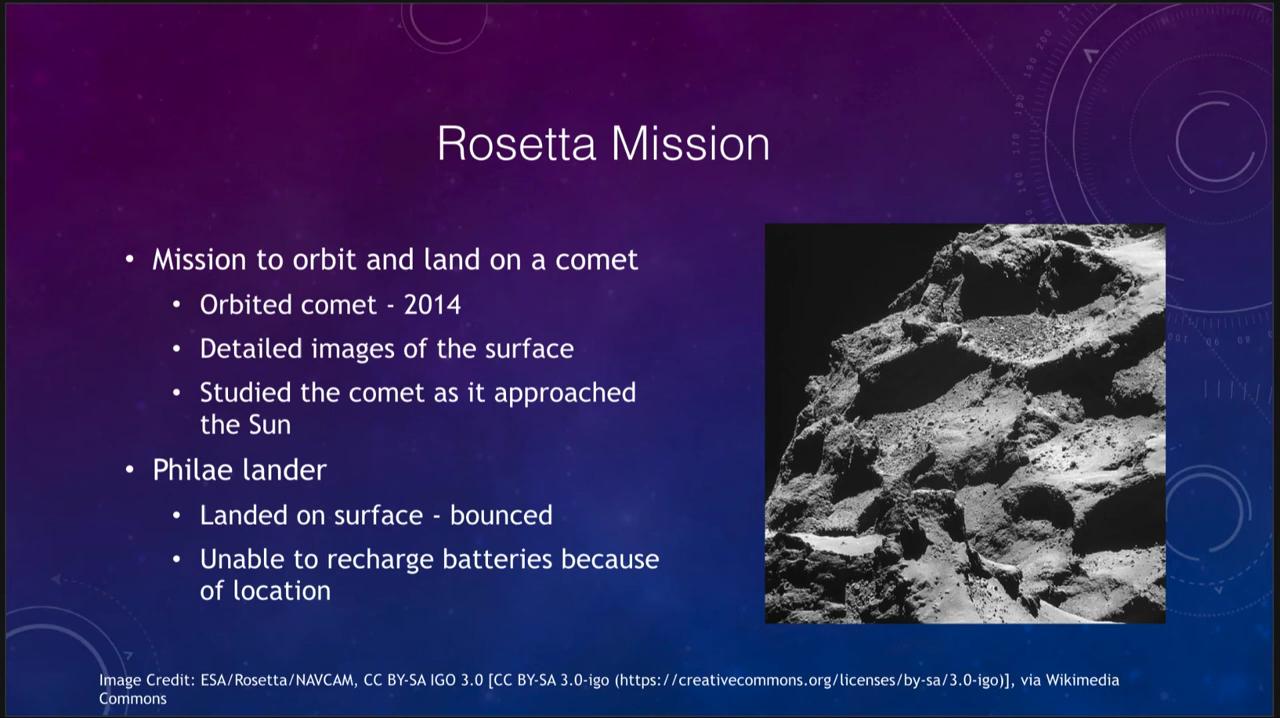 Rosetta Mission
• Mission to orbit and land on a comet
• Orbited comet - 2014
• Detailed images of the surface
• Studied the comet as it approached
the Sun
• Philae lander
• Landed on surface - bounced
• Unable to recharge batteries because
of location
Image Credit: ESA/Rosetta/NAVCAM, CC BY-SA IGO 3.0 [CC BY-SA 3.0-igo (https://creativecommons.org/licenses/by-sa/3.0-igo)], via Wikimedia
Commons